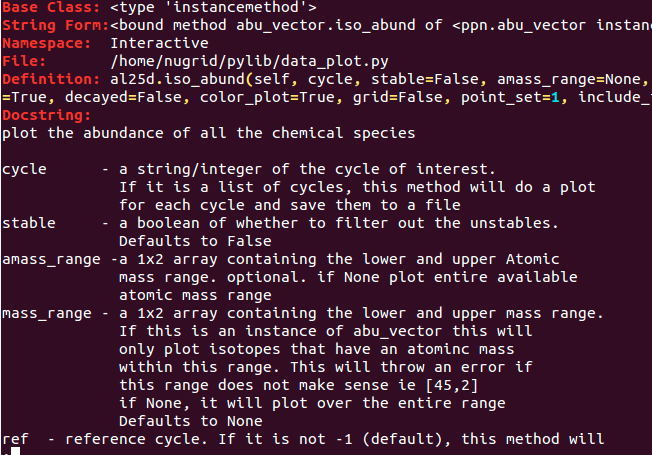 Base Class: <type 'instancemethod'>
String Form:<bound method abu_vector.iso_abund of <ppn.abu_vector instanc
Namespace:  Interactive
File:       /home/nugrid/pylib/data_plot.py
Definition: al25d.iso_abund(self, cycle, stable=False, amass_range=None,
=True, decayed=False, color_plot=True, grid=False, point_set=1, include_
Docstring:
plot the abundance of all the chemical species
cycle       - a string/integer of the cycle of interest.
              If it is a list of cycles, this method will do a plot
              for each cycle and save them to a file
stable      - a boolean of whether to filter out the unstables.
              Defaults to False
amass_range -a 1x2 array containing the lower and upper Atomic
              mass range. optional. if None plot entire available
              atomic mass range
mass_range - a 1x2 array containing the lower and upper mass range.
              If this is an instance of abu_vector this will
              only plot isotopes that have an atominc mass
              within this range. This will throw an error if
              this range does not make sense ie [45,2]
              if None, it will plot over the entire range
              Defaults to None
ref  - reference cycle. If it is not -1 (default), this method will